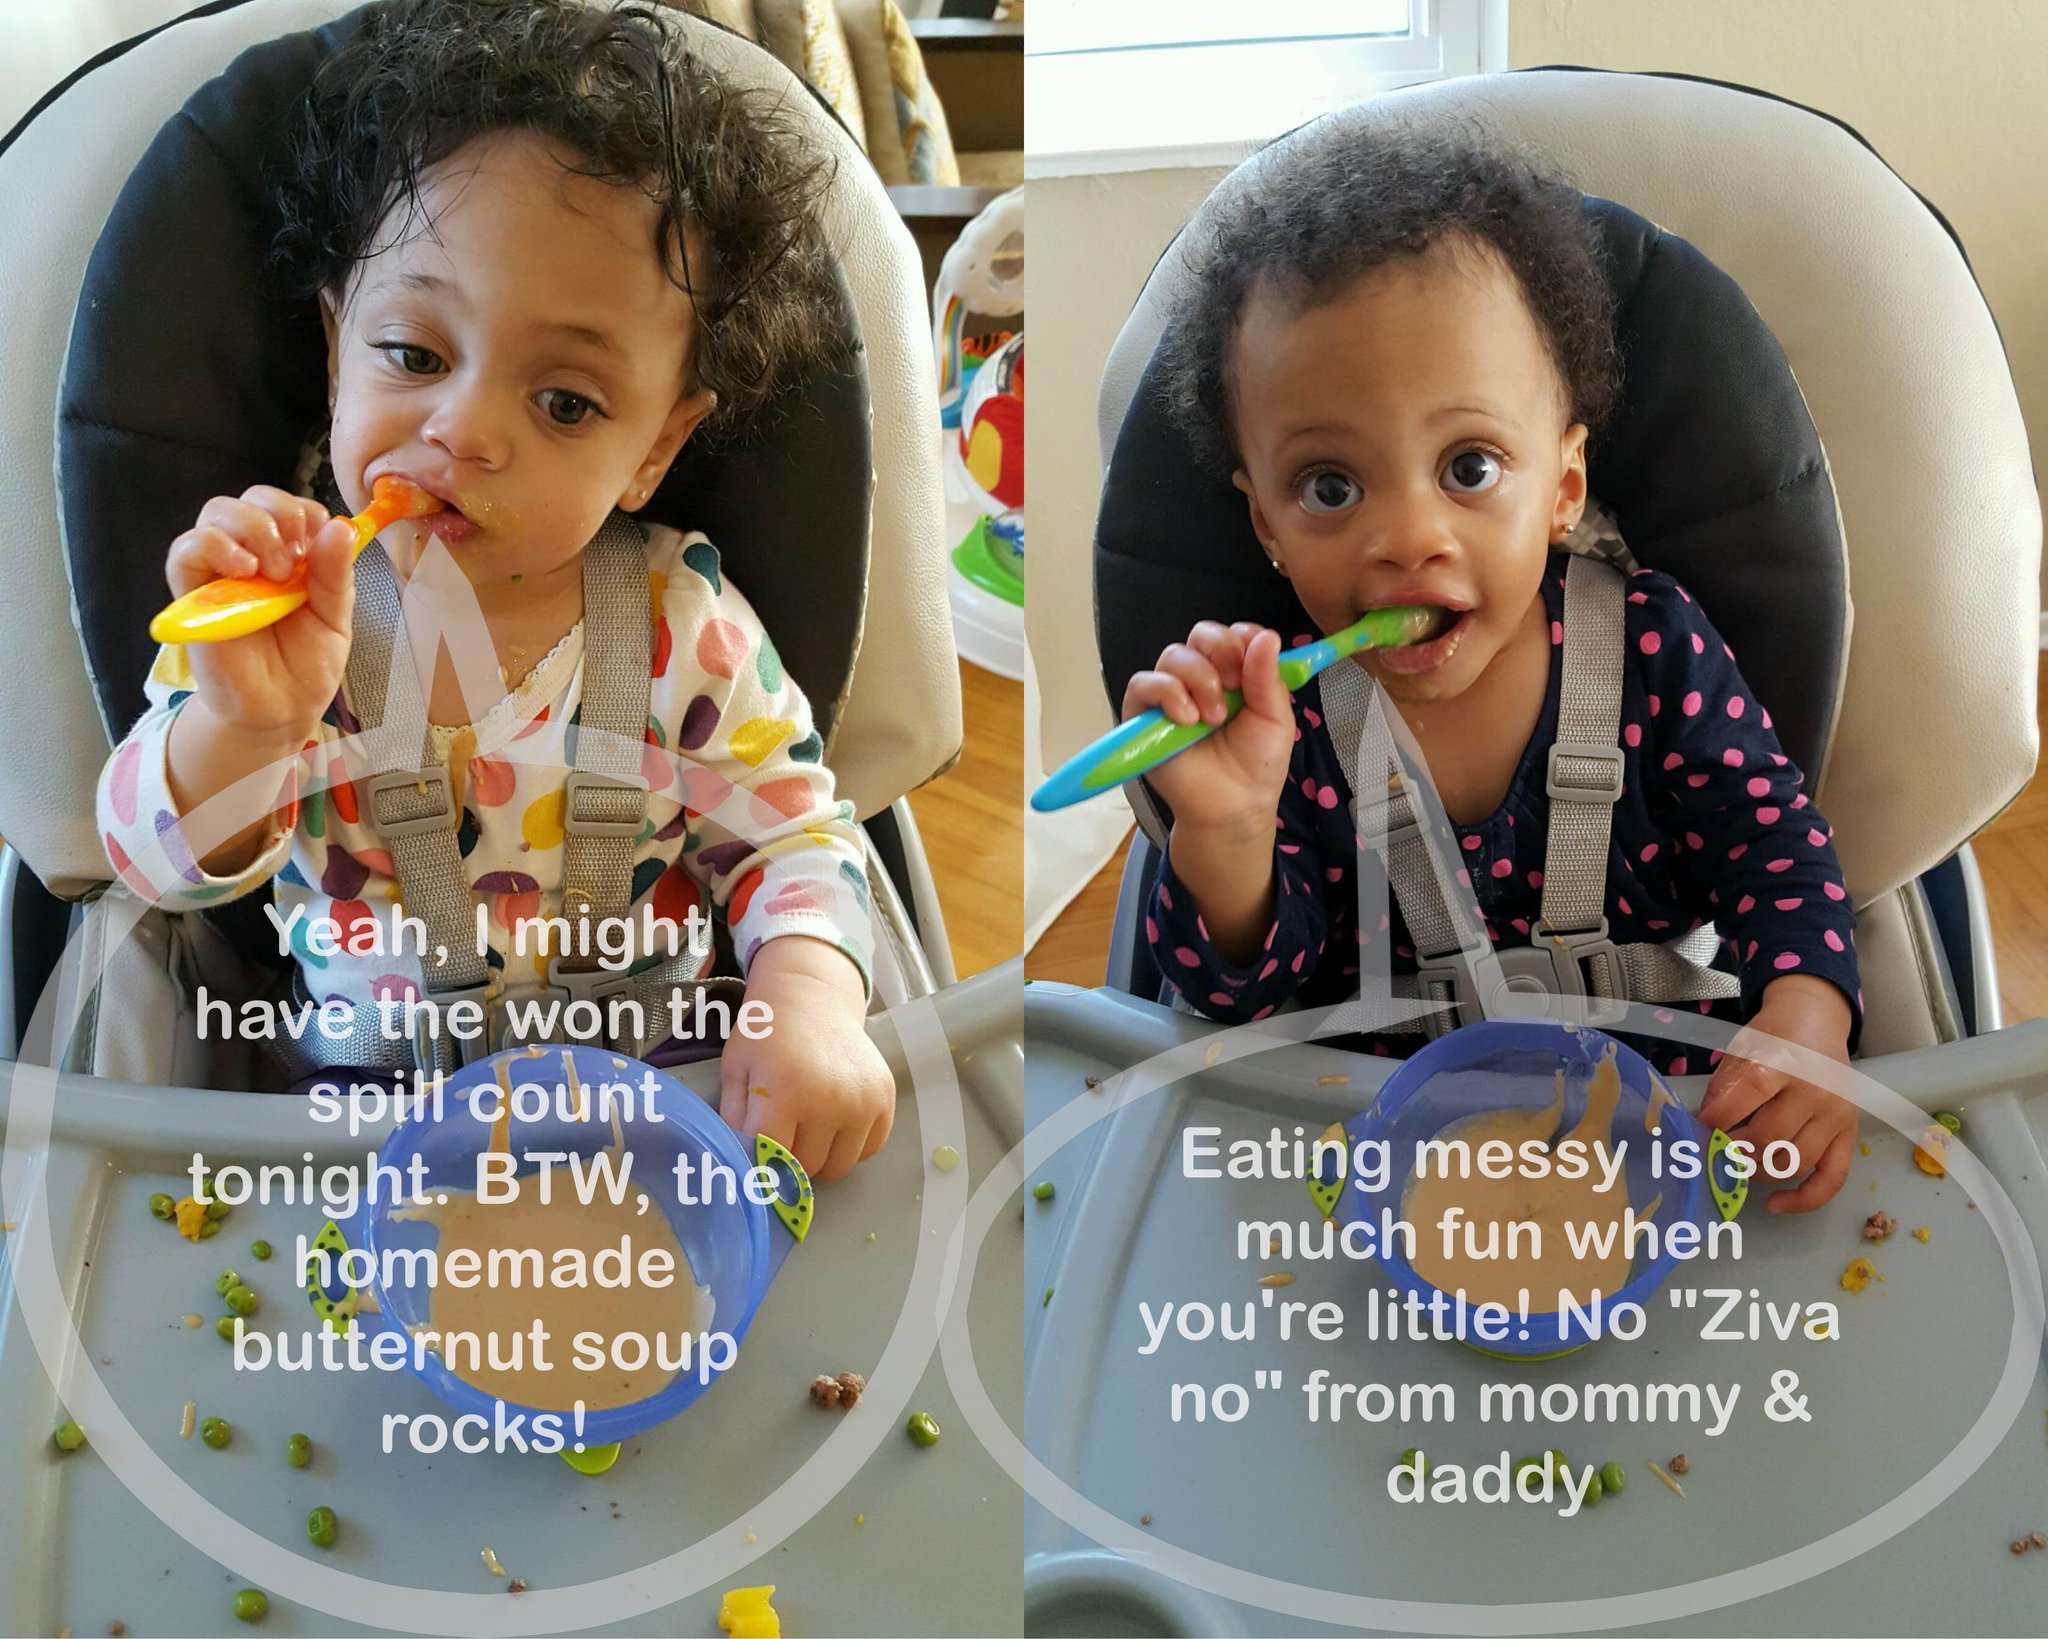 Yeah, I might
have the won the
spill count
tonight. BTW, the
homemade
butternut soup
rocks!
Eating messy is so
much fun when
you're little! No "Ziva
no" from mommy &
daddy